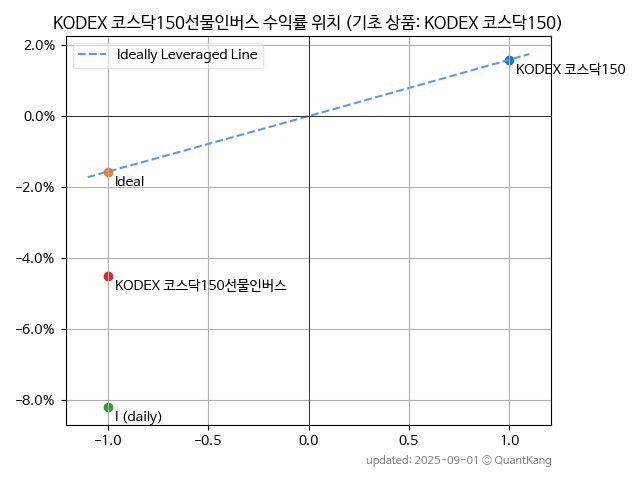 KODEX 코스닥150선물인버스 수익률 위치 (기초 상품: KODEX 코스닥150)
2.0%
Ideally Leveraged Line
KODEX 코스닥150
0.0%
Ideal
−2.0%
−4.0%
KODEX 코스닥150선물인버스
−6.0%
−8.0%
I (daily)
−1.0 −0.5 0.0 0.5 1.0
updated: 2025-09-01 © QuantKang